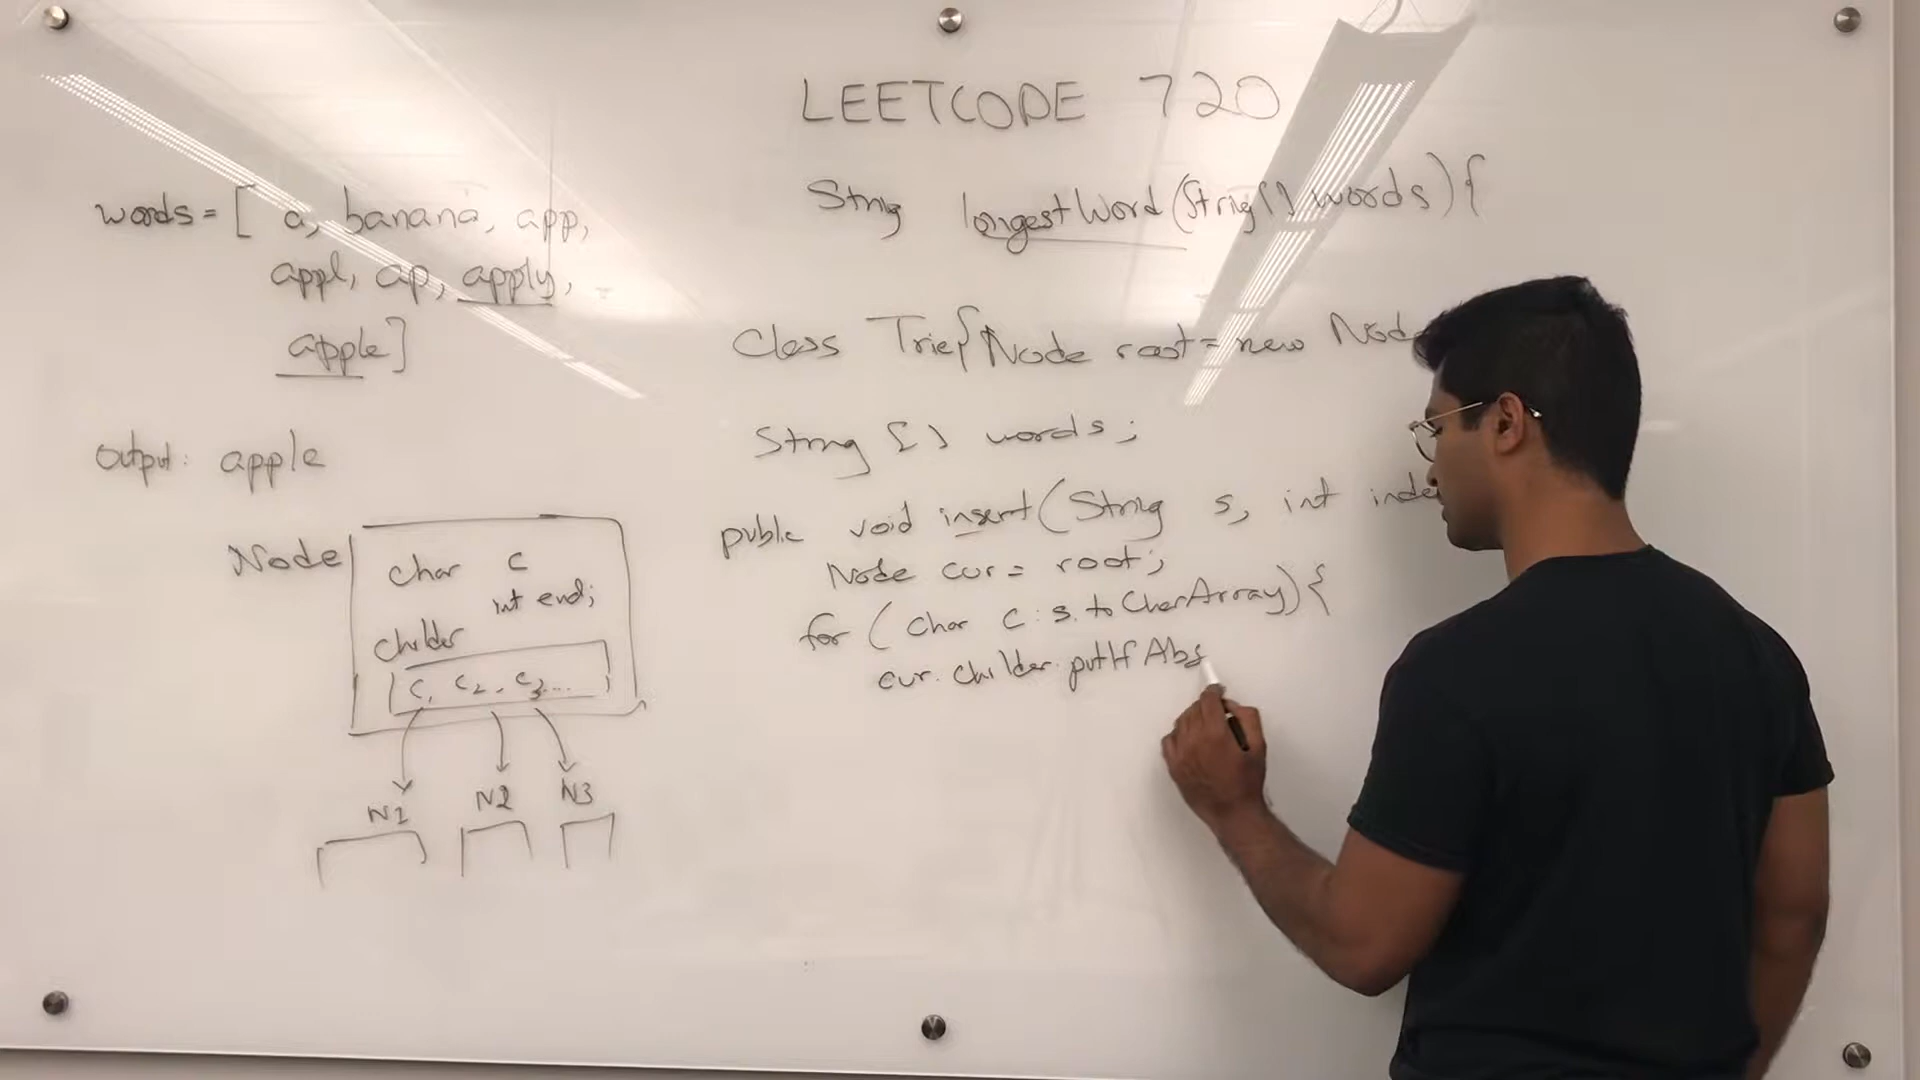 LEETCODE 720
words = [ a, banana, app,
appl, ap, apply,
apple]
output: apple
Node
char c
int end;
childer
c, c2, c3...
N1 N2 N3
String longestWord(String[] words){
Class Trie{ Node root = new Node
String [] words;
public void insert(String s, int inde
Node cur = root;
for (char c : s.toCharArray){
cur.childer.putIfAbs